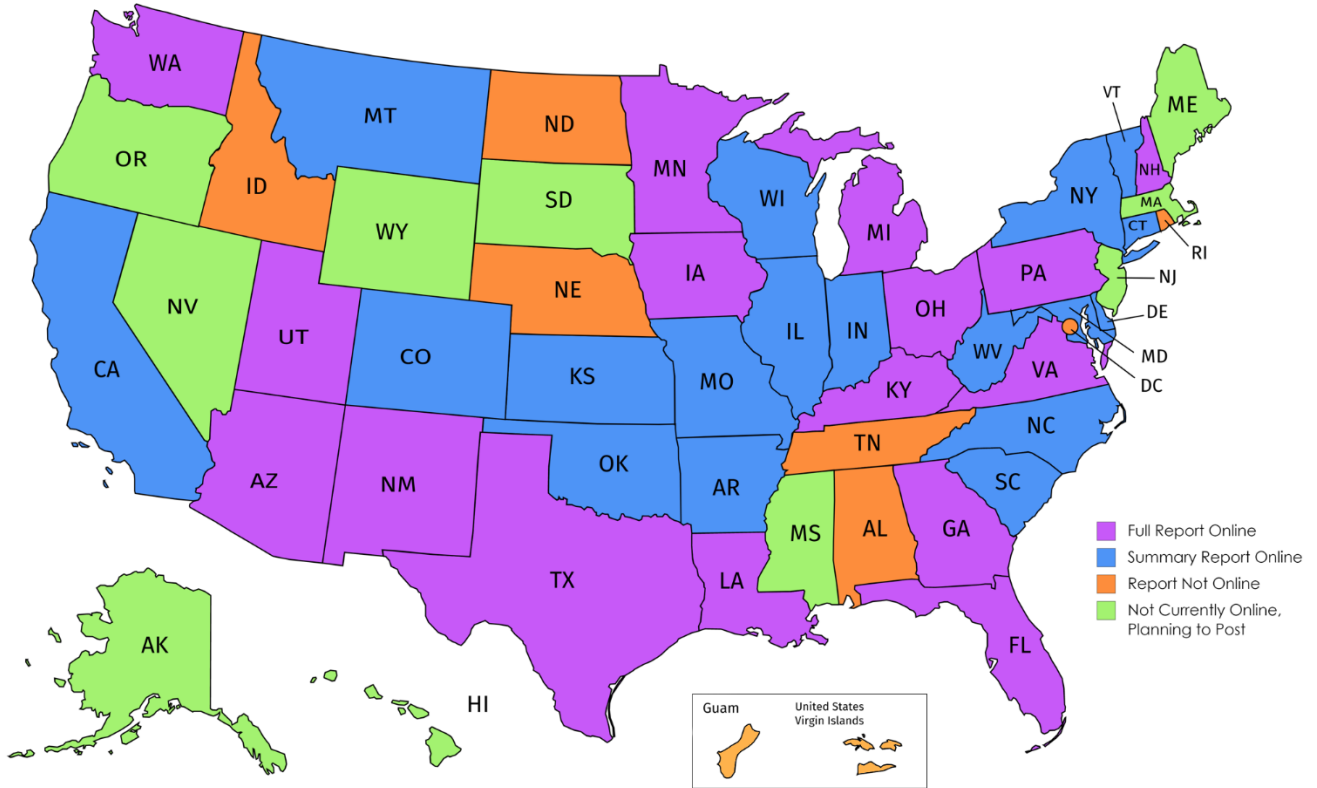 WA
MT
ND
MN
VT
ME
OR
ID
SD
WI
NY
NH
MA
CT
RI
WY
MI
NV
IA
PA
NJ
NE
OH
DE
UT
IL
IN
CA
CO
WV
MD
KS
MO
KY
VA
DC
TN
NC
AZ
NM
OK
AR
SC
MS
AL
GA
TX
LA
Full Report Online
Summary Report Online
Report Not Online
Not Currently Online,
Planning to Post
AK
FL
HI
Guam
United States
Virgin Islands